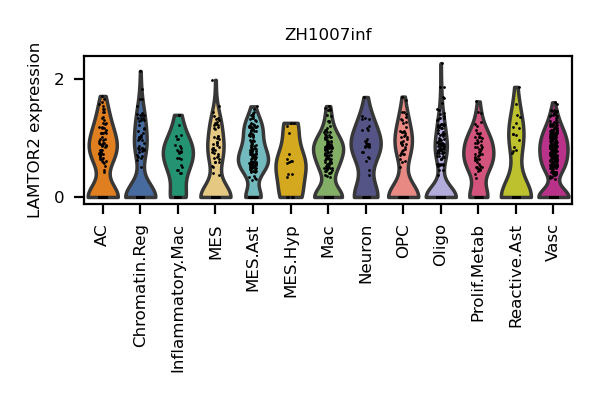 ZH1007inf
LAMTOR2 expression
2
0
AC
Chromatin.Reg
Inflammatory.Mac
MES
MES.Ast
MES.Hyp
Mac
Neuron
OPC
Oligo
Prolif.Metab
Reactive.Ast
Vasc